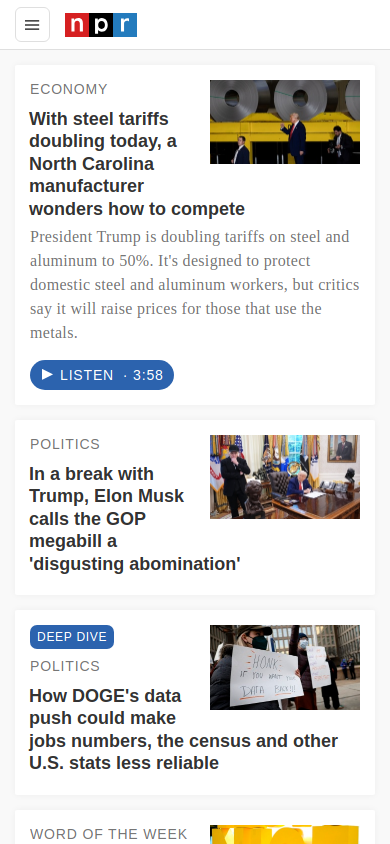 npr
ECONOMY
With steel tariffs
doubling today, a
North Carolina
manufacturer
wonders how to compete
President Trump is doubling tariffs on steel and
aluminum to 50%. It's designed to protect
domestic steel and aluminum workers, but critics
say it will raise prices for those that use the
metals.
LISTEN · 3:58
POLITICS
In a break with
Trump, Elon Musk
calls the GOP
megabill a
'disgusting abomination'
DEEP DIVE
POLITICS
HONK
IF YOU WANT YOUR
DATA BACK!!!
How DOGE's data
push could make
jobs numbers, the census and other
U.S. stats less reliable
WORD OF THE WEEK